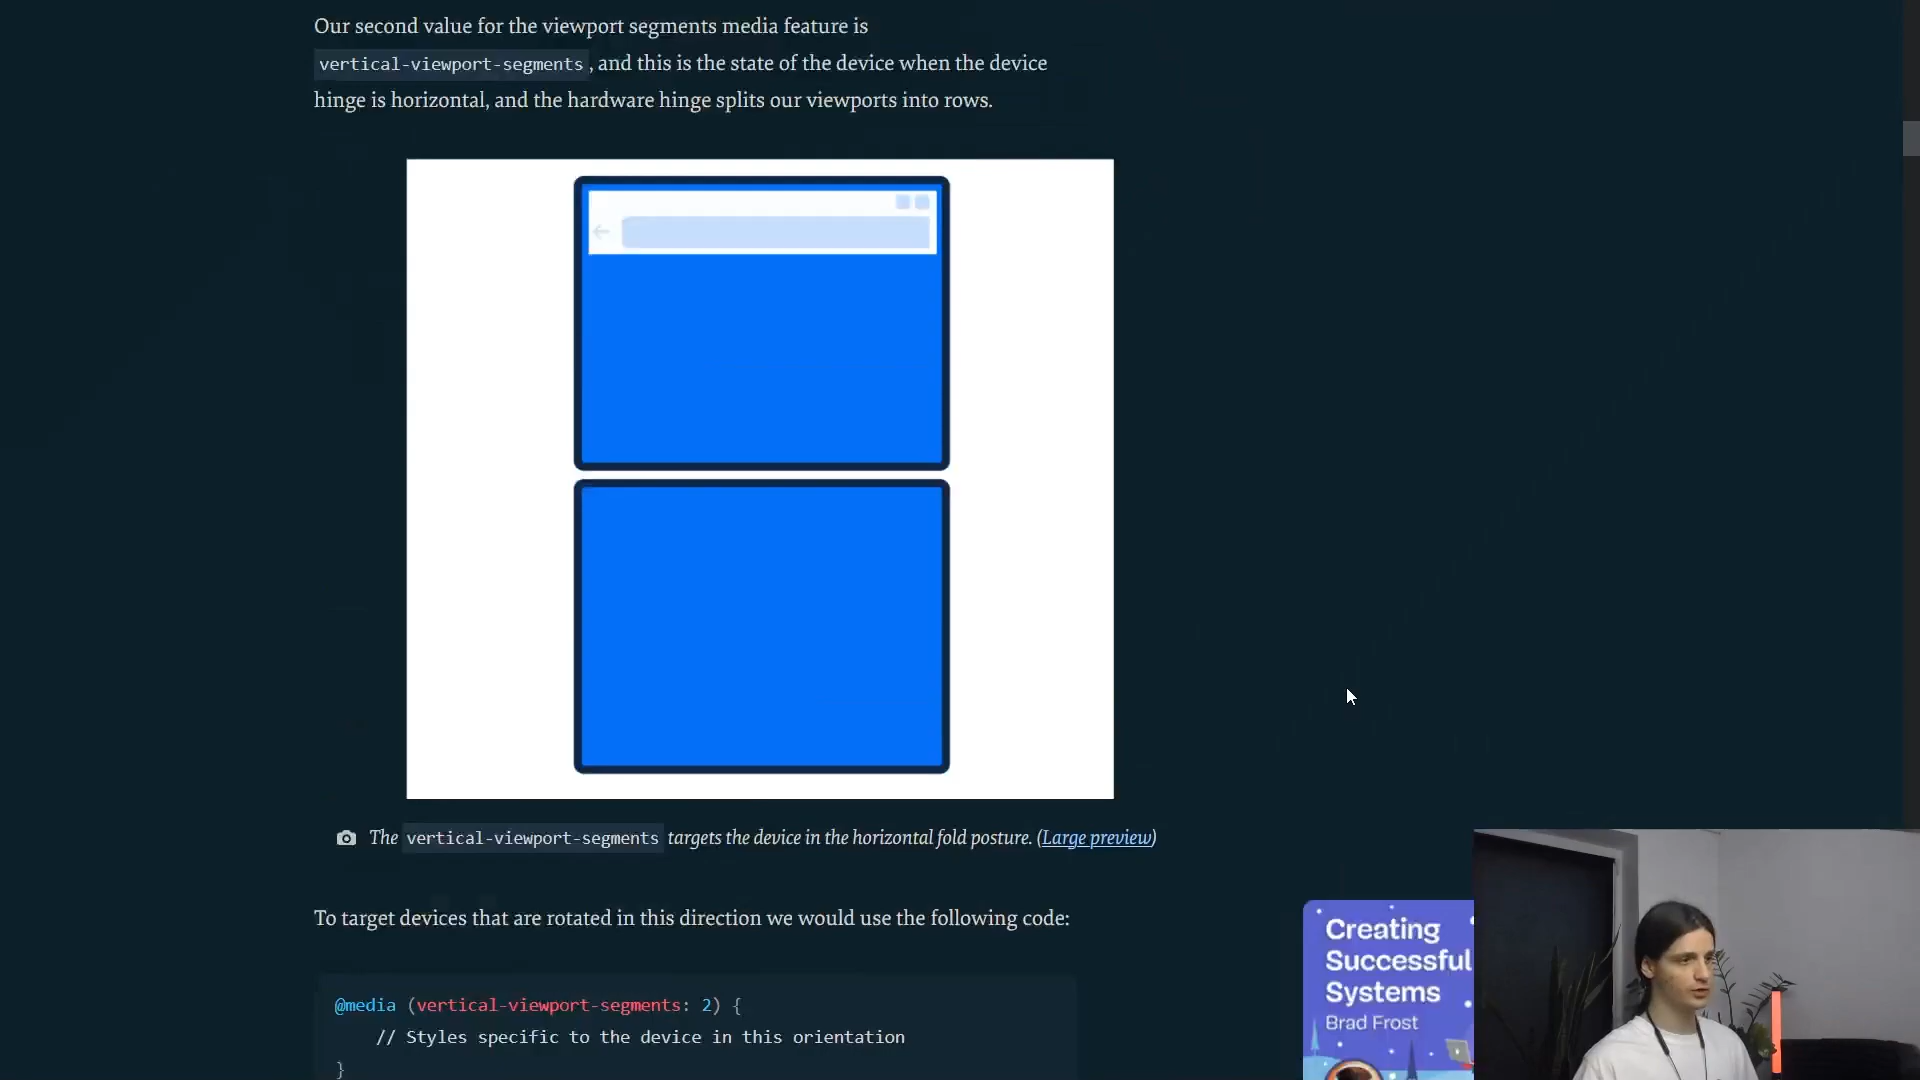 Our second value for the viewport segments media feature is
vertical-viewport-segments, and this is the state of the device when the device
hinge is horizontal, and the hardware hinge splits our viewports into rows.
The vertical-viewport-segments targets the device in the horizontal fold posture. (Large preview)
To target devices that are rotated in this direction we would use the following code:
@media (vertical-viewport-segments: 2) {
// Styles specific to the device in this orientation
}
Creating
Successful
Systems
Brad Frost